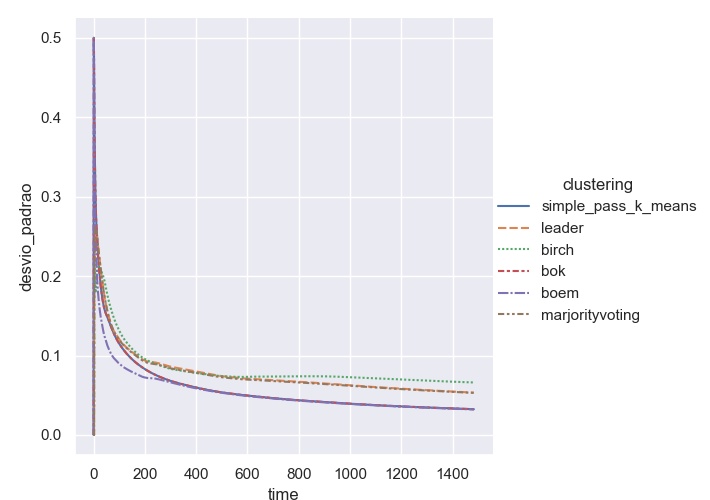 0.5
0.4
0.3
0.2
0.1
0.0
desvio_padrao
0 200 400 600 800 1000 1200 1400
time
clustering
simple_pass_k_means
leader
birch
bok
boem
marjorityvoting